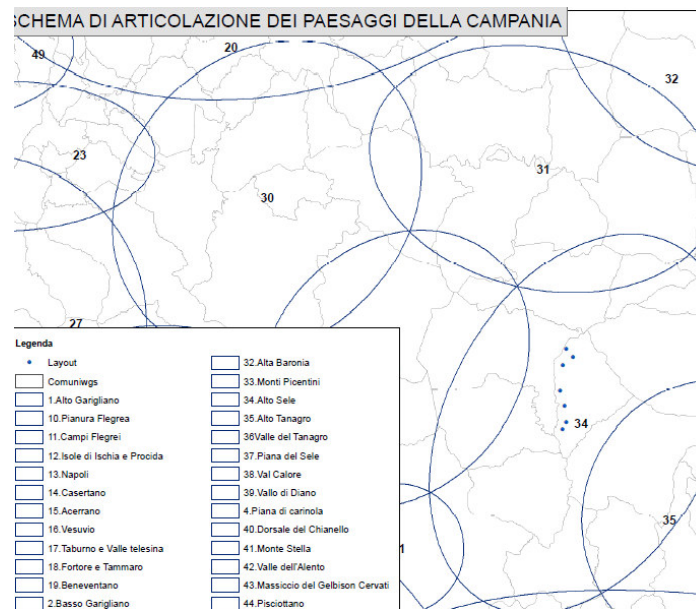 SCHEMA DI ARTICOLAZIONE DEI PAESAGGI DELLA CAMPANIA
49
20
32
23
31
30
27
34
35
1
Legenda
Layout
Comuniwgs
1.Alto Garigliano
10.Pianura Flegrea
11.Campi Flegrei
12.Isole di Ischia e Procida
13.Napoli
14.Casertano
15.Acerrano
16.Vesuvio
17.Taburno e Valle telesina
18.Fortore e Tammaro
19.Beneventano
2.Basso Garigliano
32.Alta Baronia
33.Monti Picentini
34.Alto Sele
35.Alto Tanagro
36Valle del Tanagro
37.Piana del Sele
38.Val Calore
39.Vallo di Diano
4.Piana di carinola
40.Dorsale del Chianello
41.Monte Stella
42.Valle dell'Alento
43.Massiccio del Gelbison Cervati
44.Pisciottano